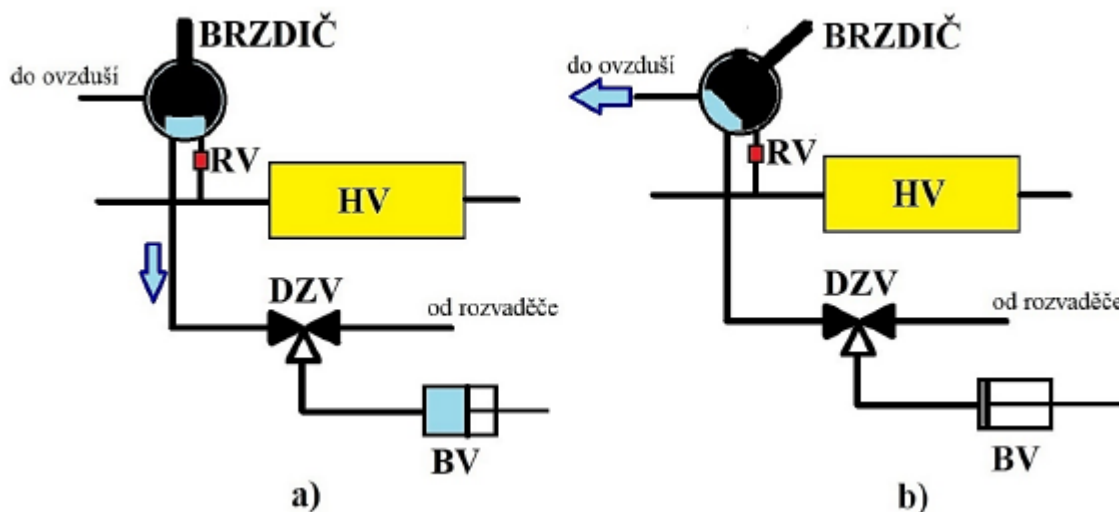 BRZDIČ
do ovzduší
RV
HV
DZV
od rozvaděče
BV
a)
BRZDIČ
do ovzduší
RV
HV
DZV
od rozvaděče
BV
b)